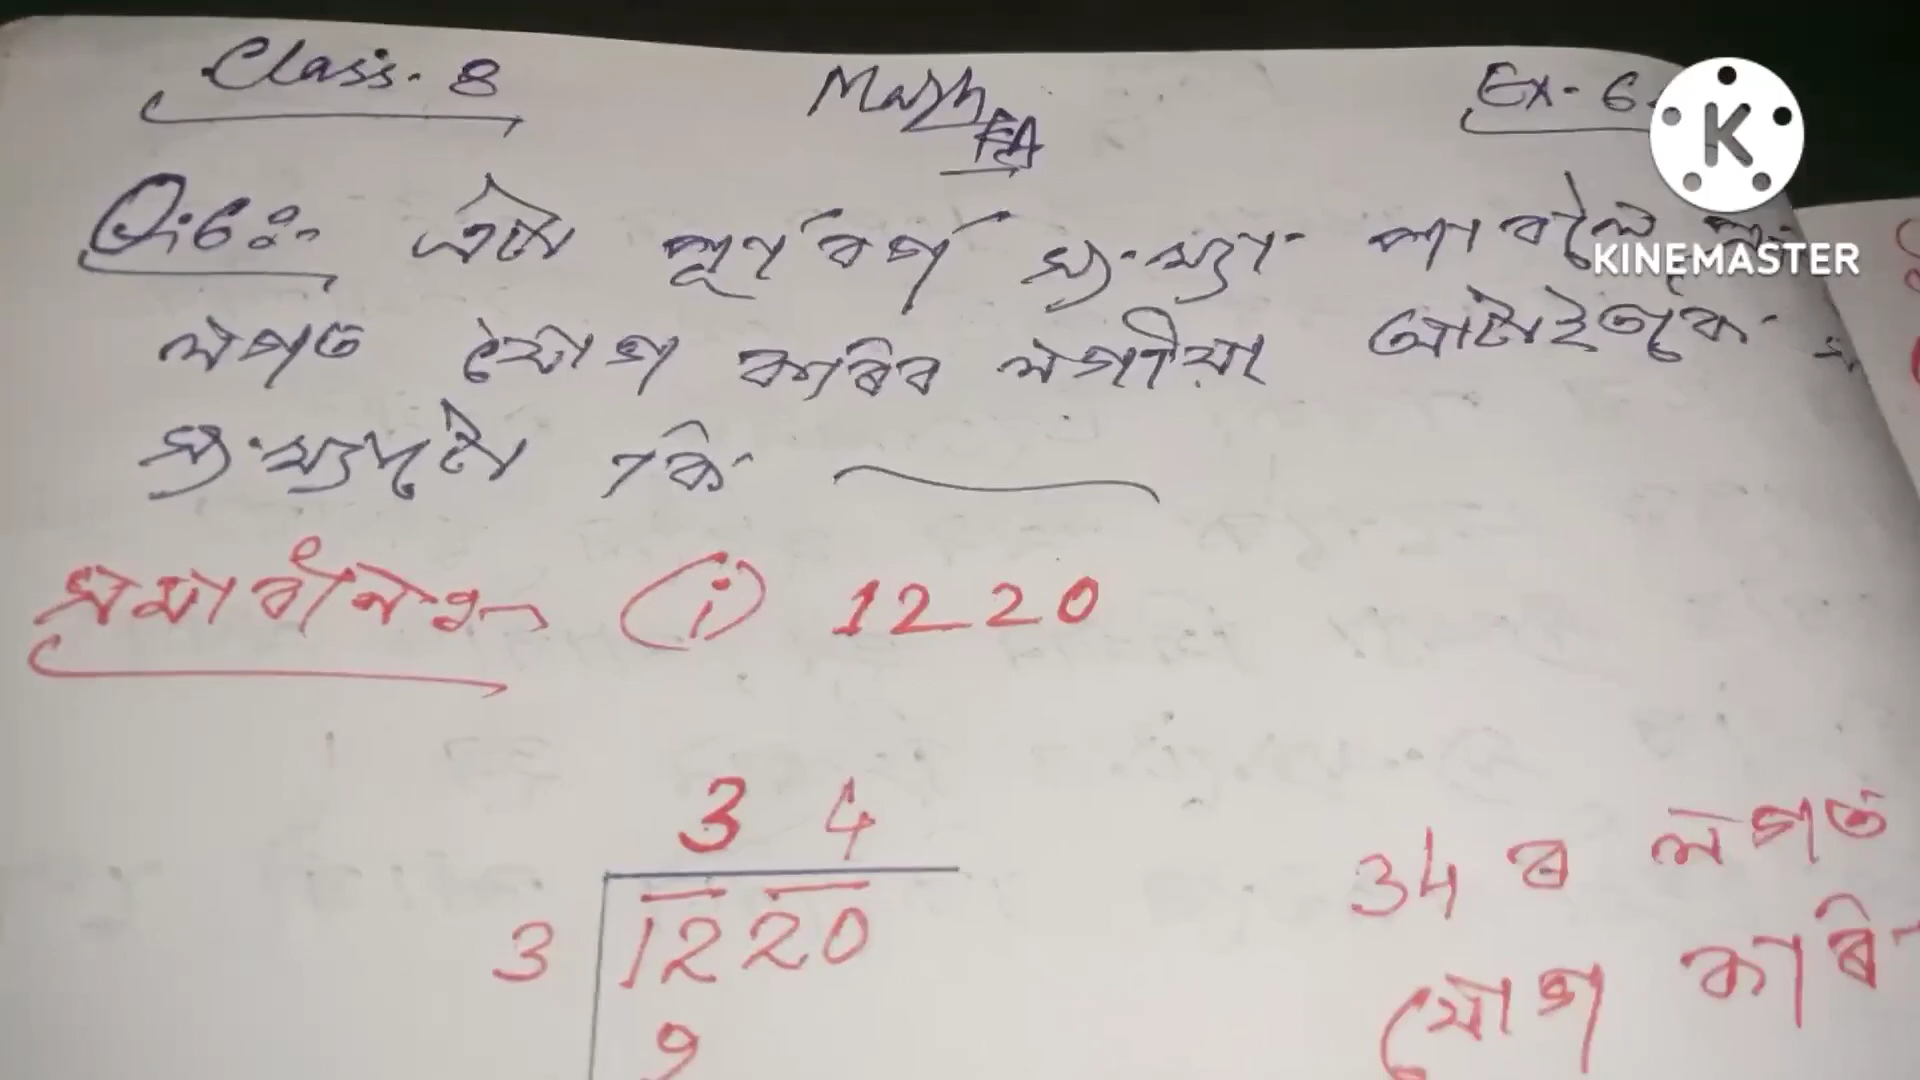 Class - 8 Math Ex - 6.
FA
Q.6:- এটা পূৰ্ণবৰ্গ সংখ্যা পাবলৈ
লগত যোগ কৰিব লগীয়া আটাইতকৈ
সংখ্যাটো কি
সমাধান:- (i) 1220
3 4
3 1220
9
34 ৰ লগত
যোগ কৰি
KINEMASTER